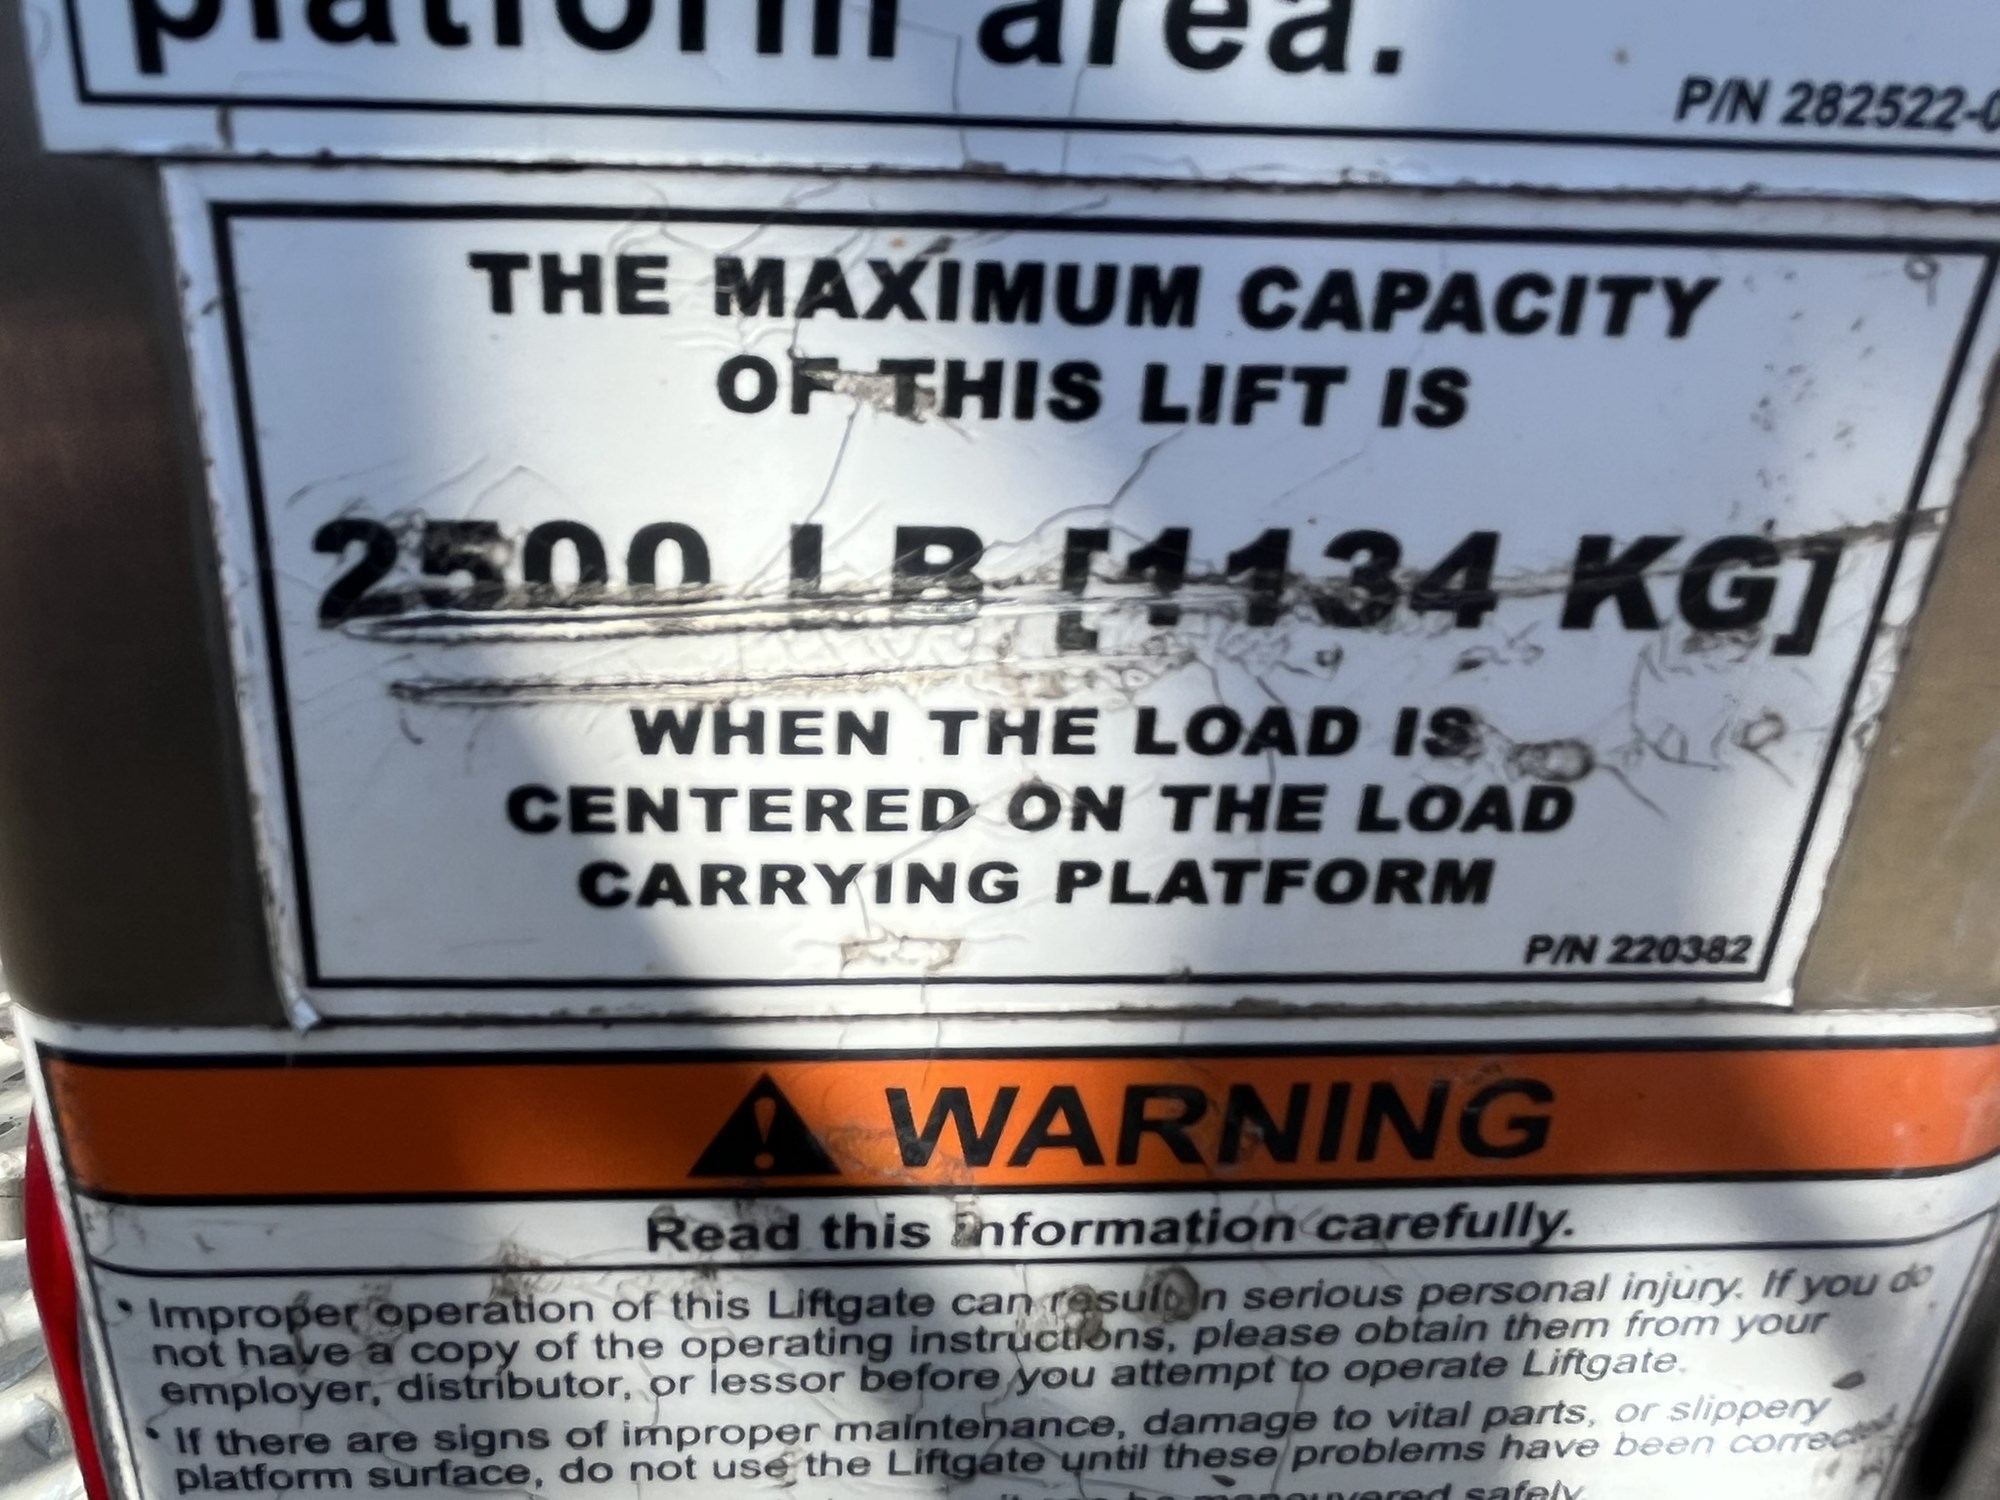 platform area.
P/N 282522-0
THE MAXIMUM CAPACITY
OF THIS LIFT IS
2500 LB [1134 KG]
WHEN THE LOAD IS
CENTERED ON THE LOAD
CARRYING PLATFORM
P/N 220382
WARNING
Read this information carefully.
• Improper operation of this Liftgate can result in serious personal injury. If you do
not have a copy of the operating instructions, please obtain them from your
employer, distributor, or lessor before you attempt to operate Liftgate.
• If there are signs of improper maintenance, damage to vital parts, or slippery
platform surface, do not use the Liftgate until these problems have been corrected.
maneuvered safely.